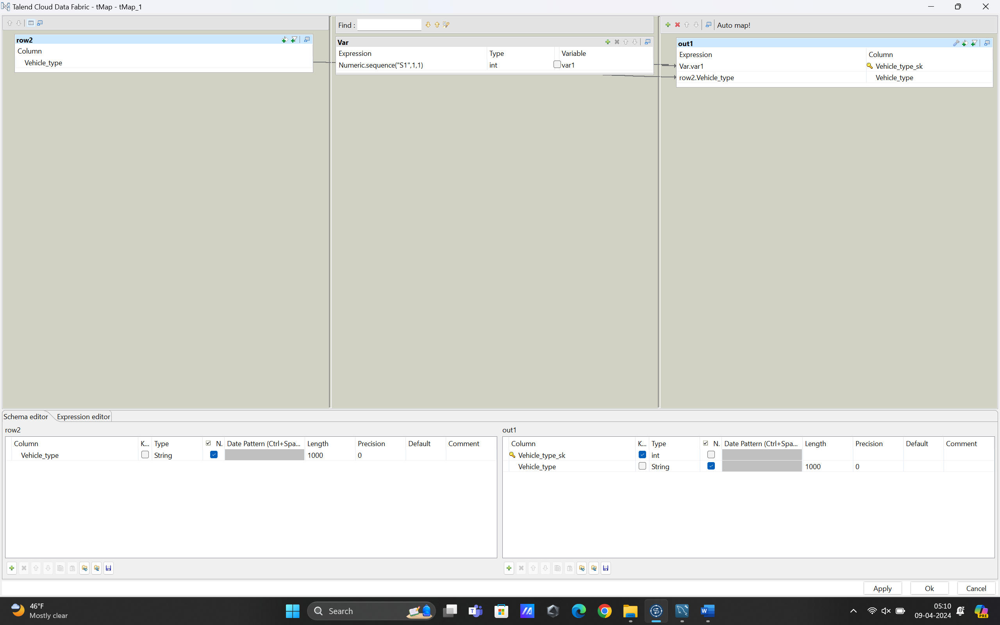 Talend Cloud Data Fabric - tMap - tMap_1
Find :
Auto map!
row2
Column
Vehicle_type
Var
Expression Type Variable
Numeric.sequence("S1",1,1) int var1
out1
Expression Column
Var.var1 Vehicle_type_sk
row2.Vehicle_type Vehicle_type
Schema editor Expression editor
row2
Column K... Type N. Date Pattern (Ctrl+Spa... Length Precision Default Comment
Vehicle_type String 1000 0
out1
Column K... Type N. Date Pattern (Ctrl+Spa... Length Precision Default Comment
Vehicle_type_sk int
Vehicle_type String 1000 0
Apply Ok Cancel
46°F
Mostly clear
Search
T
W
05:10
09-04-2024
PRE